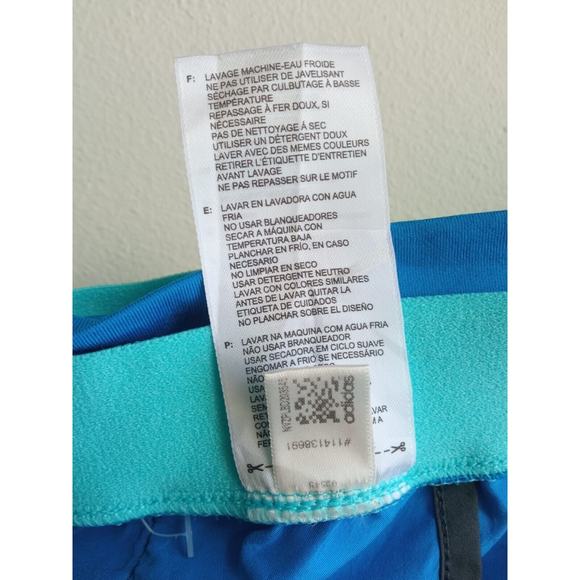 F: LAVAGE MACHINE-EAU FROIDE
NE PAS UTILISER DE JAVELISANT
SÉCHAGE PAR CULBUTAGE À BASSE
TEMPÉRATURE
REPASSAGE À FER DOUX, SI
NÉCESSAIRE
PAS DE NETTOYAGE À SEC
UTILISER UN DÉTERGENT DOUX
LAVER AVEC DES MEMES COULEURS
RETIRER L'ÉTIQUETTE D'ENTRETIEN
AVANT LAVAGE
NE PAS REPASSER SUR LE MOTIF
E: LAVAR EN LAVADORA CON AGUA
FRIA
NO USAR BLANQUEADORES
SECAR A MÁQUINA CON
TEMPERATURA BAJA
PLANCHAR EN FRÍO, EN CASO
NECESARIO
NO LIMPIAR EN SECO
USAR DETERGENTE NEUTRO
LAVAR CON COLORES SIMILARES
ANTES DE LAVAR QUITAR LA
ETIQUETA DE CUIDADOS
NO PLANCHAR SOBRE EL DISEÑO
P: LAVAR NA MAQUINA COM AGUA FRIA
NÃO USAR BRANQUEADOR
USAR SECADORA EM CICLO SUAVE
ENGOMAR A FRIO SE NECESSÁRIO
adidas
#114138691